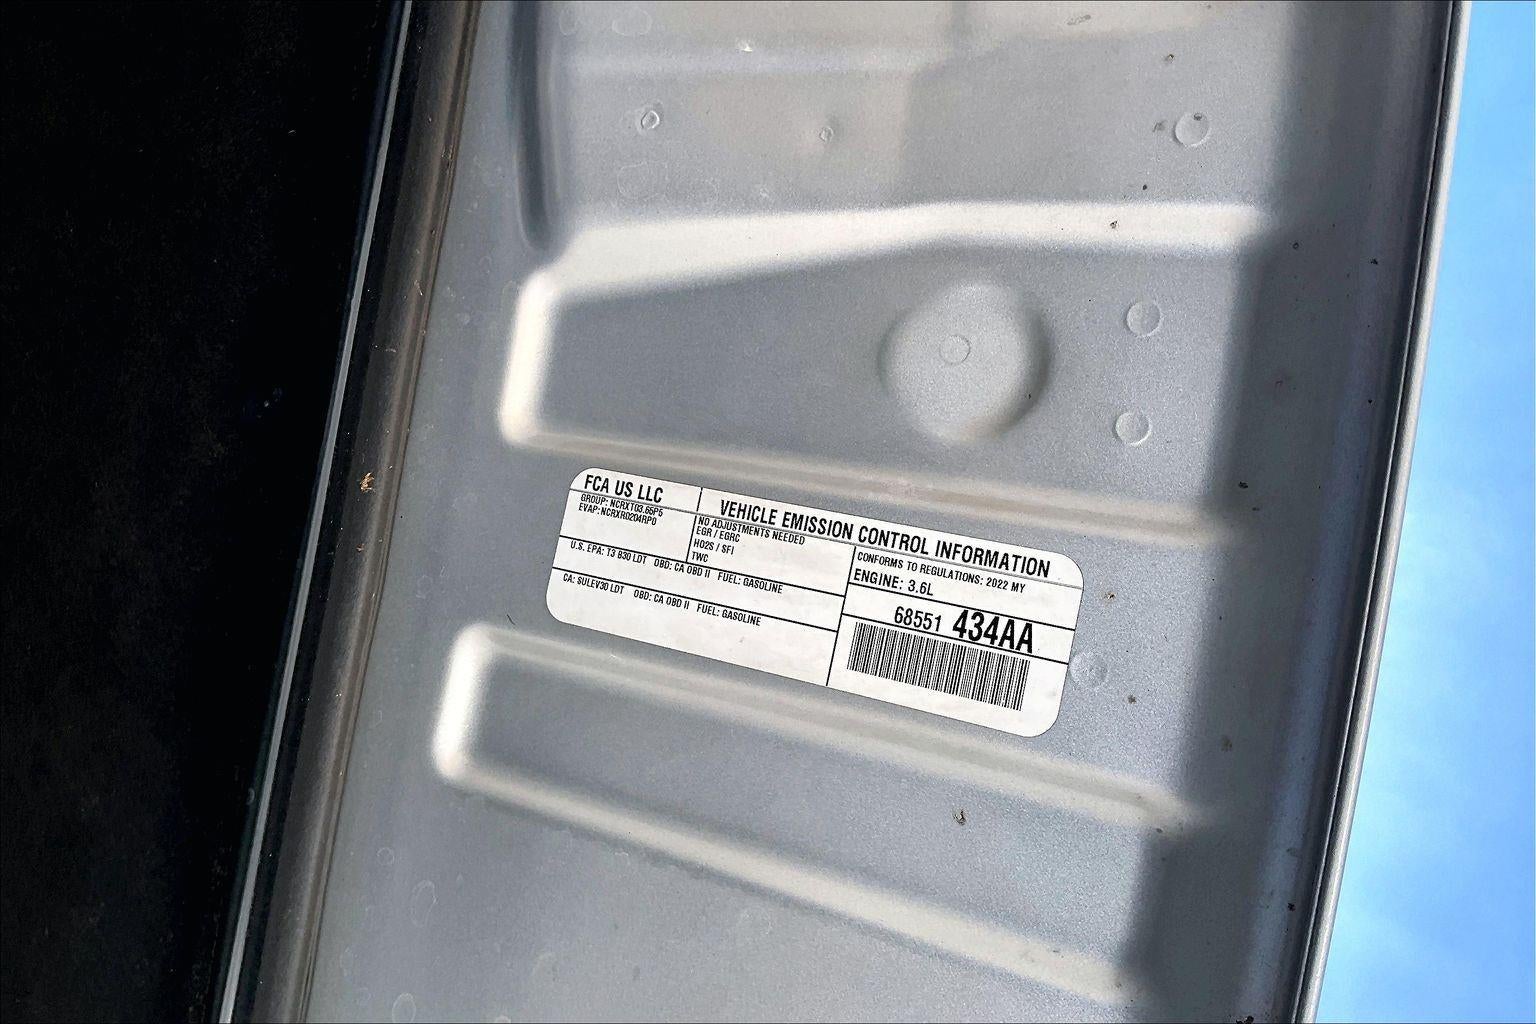 FCA US LLC
GROUP: NCRXT03.65P5
EVAP: NCRXR0204RP0
VEHICLE EMISSION CONTROL INFORMATION
NO ADJUSTMENTS NEEDED
EGR / EGRC
HO2S / SFI
TWC
CONFORMS TO REGULATIONS: 2022 MY
ENGINE: 3.6L
U.S. EPA: T3 B30 LDT OBD: CA OBD II FUEL: GASOLINE
CA: SULEV30 LDT OBD: CA OBD II FUEL: GASOLINE
68551 434AA